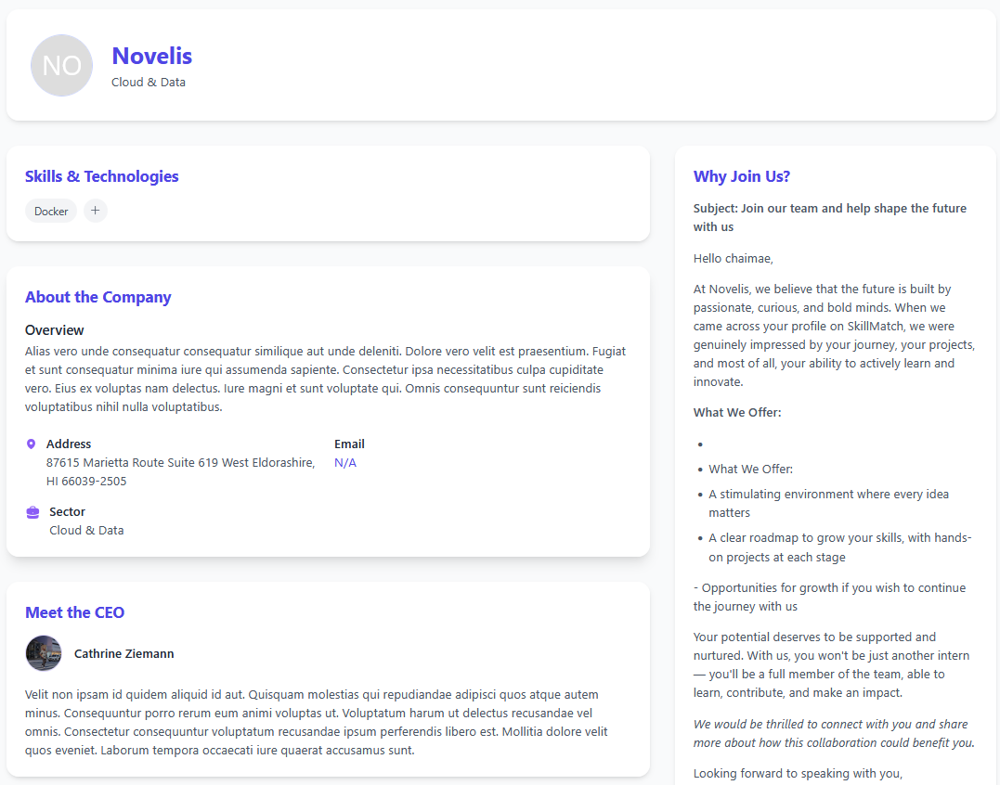 NO
Novelis
Cloud & Data
Skills & Technologies
Docker +
About the Company
Overview
Alias vero unde consequatur consequatur similique aut unde deleniti. Dolore vero velit est praesentium. Fugiat
et sunt consequatur minima iure qui assumenda sapiente. Consectetur ipsa necessitatibus culpa cupiditate
vero. Eius ex voluptas nam delectus. Iure magni et sunt voluptate qui. Omnis consequuntur sunt reiciendis
voluptatibus nihil nulla voluptatibus.
Address
87615 Marietta Route Suite 619 West Eldorashire,
HI 66039-2505
Email
N/A
Sector
Cloud & Data
Meet the CEO
Cathrine Ziemann
Velit non ipsam id quidem aliquid id aut. Quisquam molestias qui repudiandae adipisci quos atque autem
minus. Consequuntur porro rerum eum animi voluptas ut. Voluptatum harum ut delectus recusandae vel
omnis. Consectetur consequuntur voluptatum recusandae ipsum perferendis libero est. Mollitia dolore velit
quos eveniet. Laborum tempora occaecati iure quaerat accusamus sunt.
Why Join Us?
Subject: Join our team and help shape the future
with us
Hello chaimae,
At Novelis, we believe that the future is built by
passionate, curious, and bold minds. When we
came across your profile on SkillMatch, we were
genuinely impressed by your journey, your projects,
and most of all, your ability to actively learn and
innovate.
What We Offer:
•
• What We Offer:
• A stimulating environment where every idea
matters
• A clear roadmap to grow your skills, with hands-
on projects at each stage
- Opportunities for growth if you wish to continue
the journey with us
Your potential deserves to be supported and
nurtured. With us, you won't be just another intern
— you'll be a full member of the team, able to
learn, contribute, and make an impact.
We would be thrilled to connect with you and share
more about how this collaboration could benefit you.
Looking forward to speaking with you,